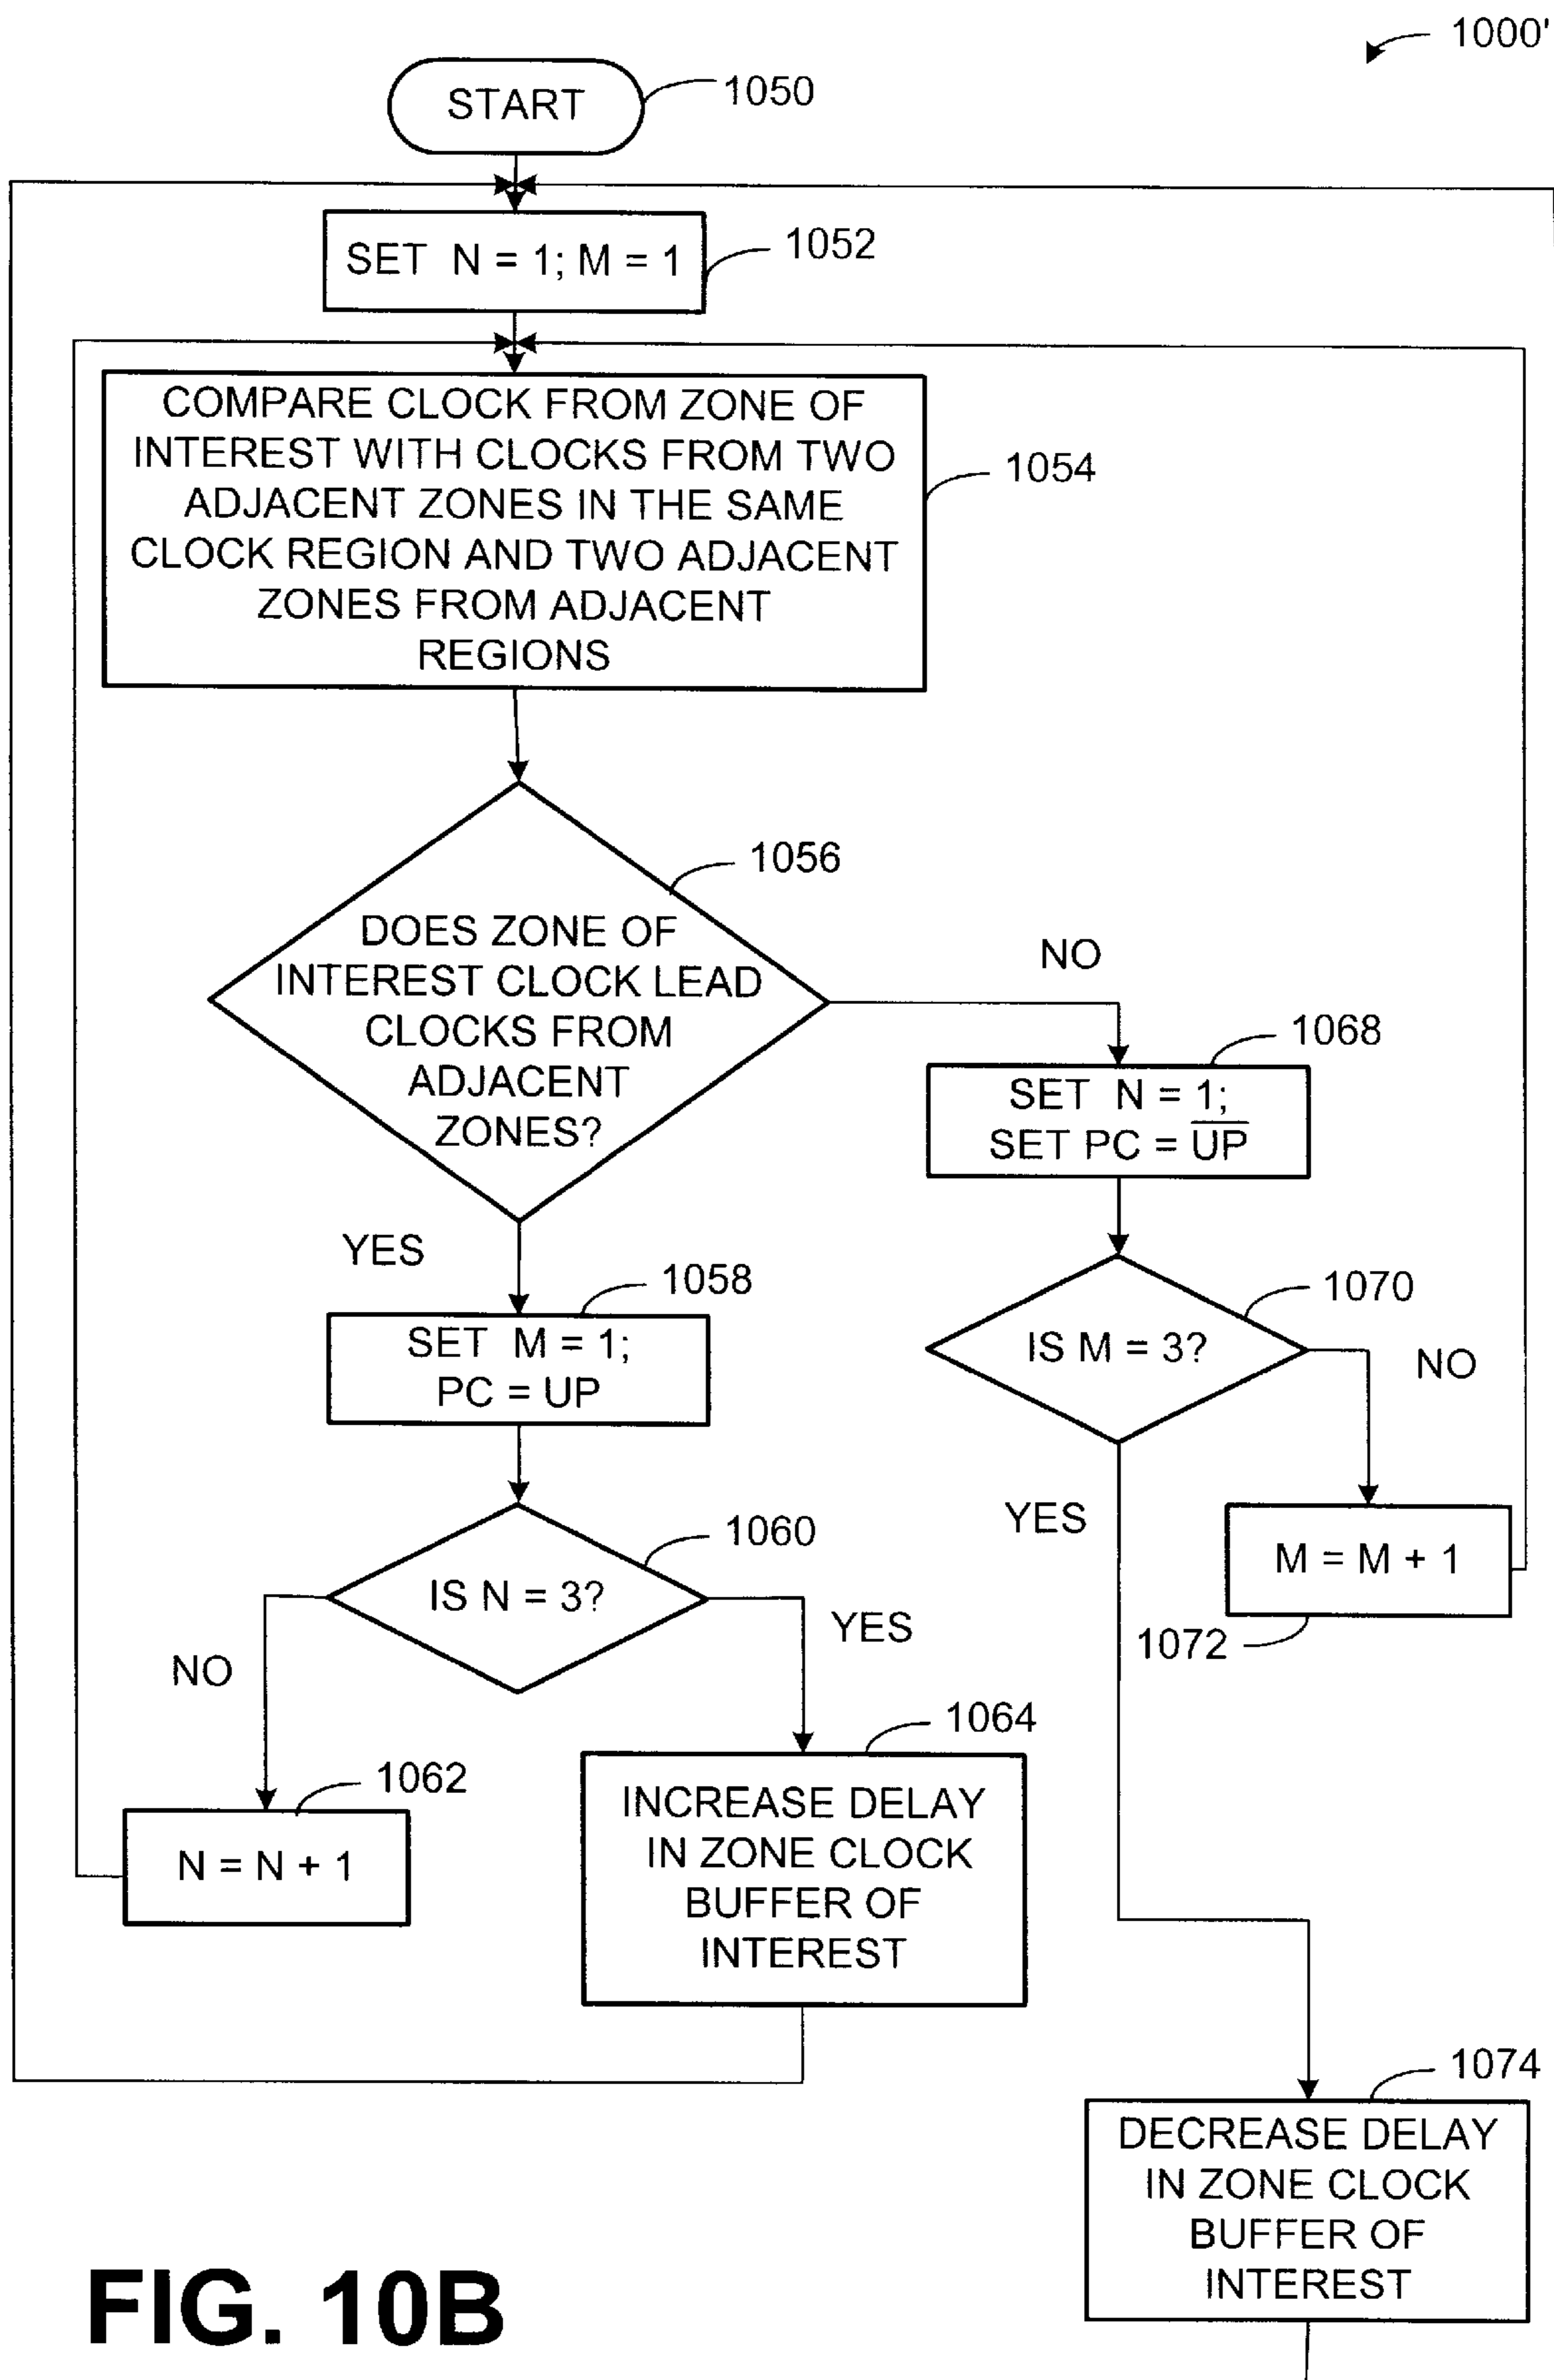 1000'
START
1050
SET N = 1; M = 1
1052
COMPARE CLOCK FROM ZONE OF
INTEREST WITH CLOCKS FROM TWO
ADJACENT ZONES IN THE SAME
CLOCK REGION AND TWO ADJACENT
ZONES FROM ADJACENT
REGIONS
1054
1056
DOES ZONE OF
INTEREST CLOCK LEAD
CLOCKS FROM
ADJACENT
ZONES?
NO
1068
SET N = 1;
SET PC = U̅P̅
YES
1058
SET M = 1;
PC = UP
1070
IS M = 3?
NO
1060
IS N = 3?
YES
M = M + 1
1072
NO
YES
1062
N = N + 1
1064
INCREASE DELAY
IN ZONE CLOCK
BUFFER OF
INTEREST
1074
DECREASE DELAY
IN ZONE CLOCK
BUFFER OF
INTEREST
FIG. 10B